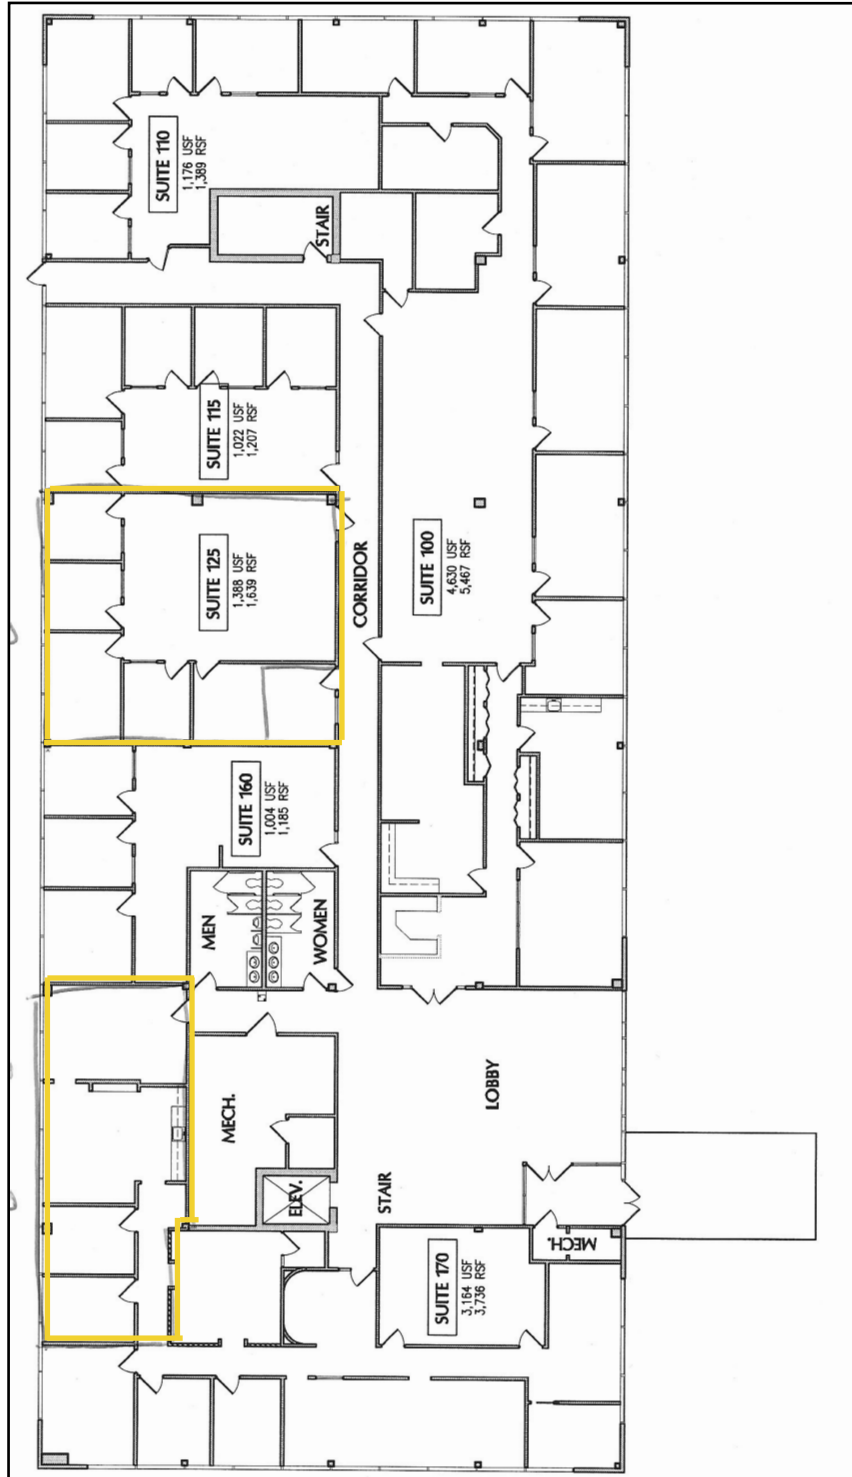 SUITE 110
1,176 USF
1,389 RSF
STAIR
SUITE 115
1,022 USF
1,207 RSF
SUITE 125
1,388 USF
1,639 RSF
CORRIDOR
SUITE 100
4,630 USF
5,467 RSF
SUITE 160
1,004 USF
1,185 RSF
MEN
WOMEN
MECH.
LOBBY
ELEV.
STAIR
MECH.
SUITE 170
3,164 USF
3,736 RSF